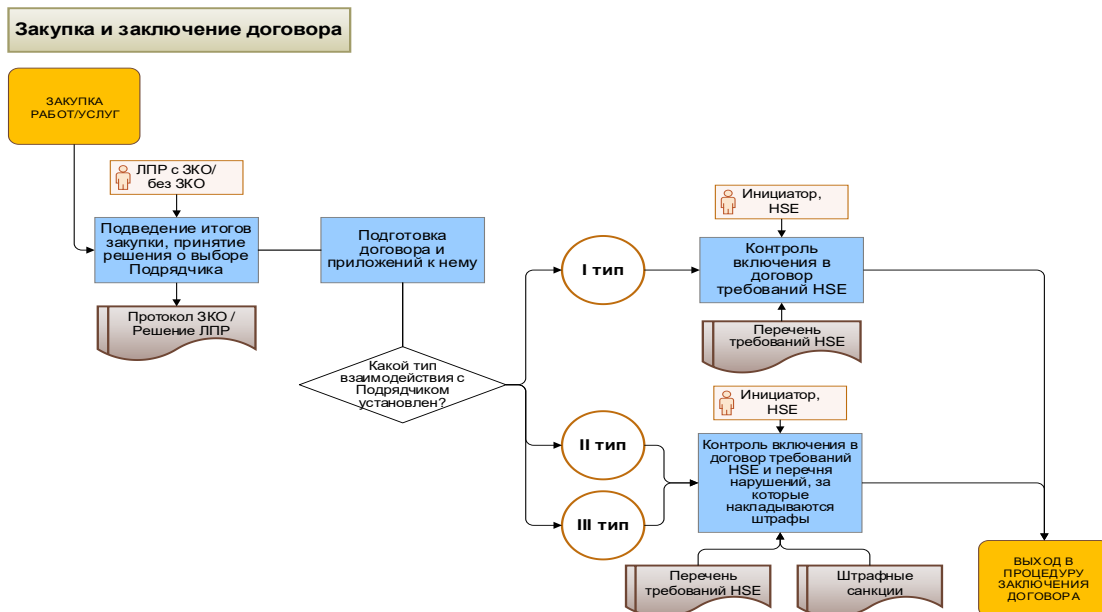 Закупка и заключение договора
ЗАКУПКА
РАБОТ/УСЛУГ
ЛПР с ЗКО/
без ЗКО
Подведение итогов
закупки, принятие
решения о выборе
Подрядчика
Протокол ЗКО /
Решение ЛПР
Подготовка
договора и
приложений к нему
Какой тип
взаимодействия с
Подрядчиком
установлен?
I тип
Инициатор,
HSE
Контроль
включения в
договор
требований HSE
Перечень
требований HSE
II тип
III тип
Инициатор,
HSE
Контроль включения в
договор требований
HSE и перечня
нарушений, за
которые
накладываются
штрафы
Перечень
требований HSE
Штрафные
санкции
ВЫХОД В
ПРОЦЕДУРУ
ЗАКЛЮЧЕНИЯ
ДОГОВОРА